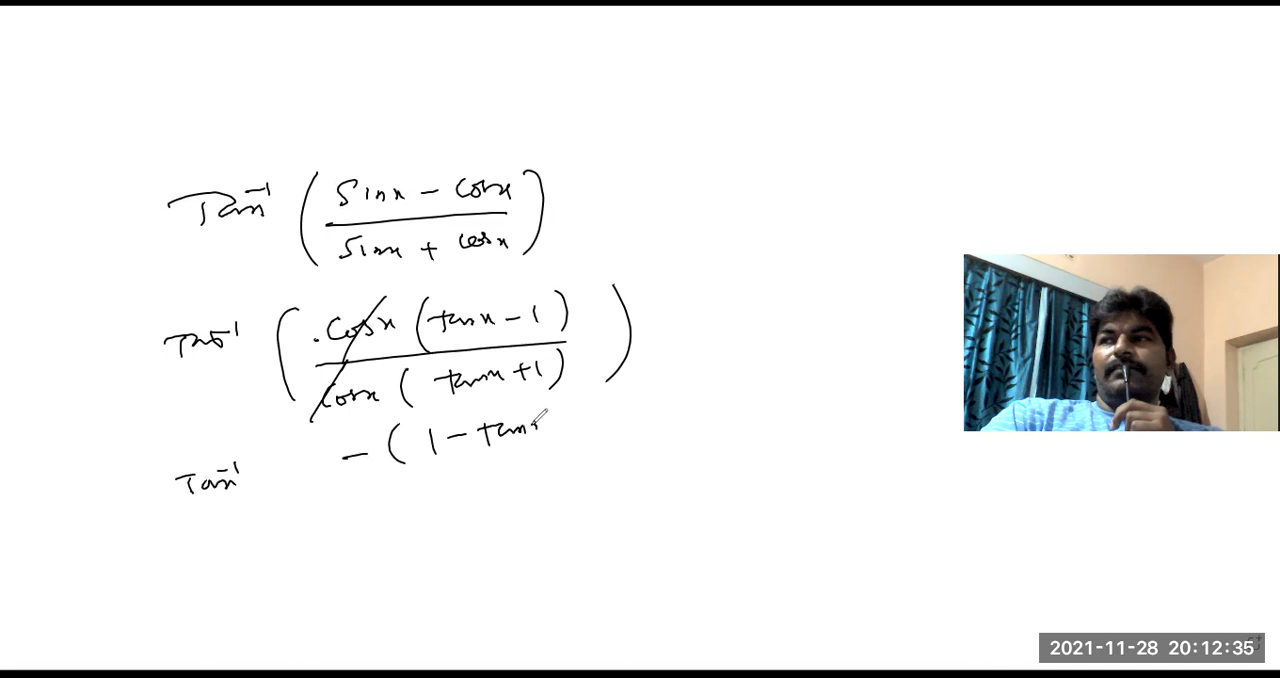 Tan⁻¹ ( (Sinx - Cosx) / (Sinx + Cosx) )
Tan⁻¹ ( (.Cosx (tanx - 1)) / (Cosx (tanx + 1)) )
- ( 1 - tanx
Tan⁻¹
2021-11-28 20:12:35